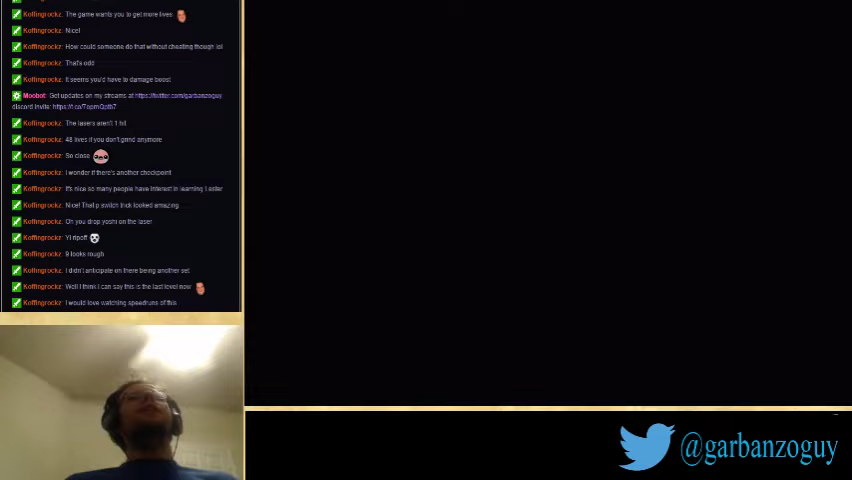 Koffingrockz: The game wants you to get more lives
Koffingrockz: Nice!
Koffingrockz: How could someone do that without cheating though lol
Koffingrockz: That's odd
Koffingrockz: It seems you'd have to damage boost
Moobot: Get updates on my streams at https://twitter.com/garbanzoguy
discord invite:
Koffingrockz: The lasers aren't 1 hit
Koffingrockz: 48 lives if you don't grind anymore
Koffingrockz: So close
Koffingrockz: I wonder if there's another checkpoint
Koffingrockz: It's nice so many people have interest in learning Lester
Koffingrockz: Nice! That p switch trick looked amazing
Koffingrockz: Oh you drop yoshi on the laser
Koffingrockz: YI ripoff
Koffingrockz: 9 looks rough
Koffingrockz: I didn't anticipate on there being another set
Koffingrockz: Well I think I can say this is the last level now
Koffingrockz: I would love watching speedruns of this
@garbanzoguy